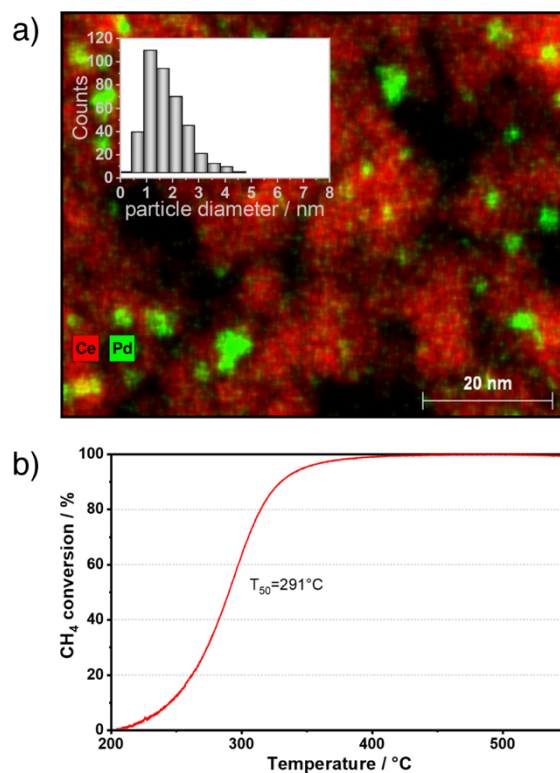 a)
120
100
80
60
40
20
0
Counts
0 1 2 3 4 5 6 7 8
particle diameter / nm
Ce Pd
20 nm
b)
100
80
60
40
20
0
CH₄ conversion / %
T₅₀=291°C
200 300 400 500
Temperature / °C